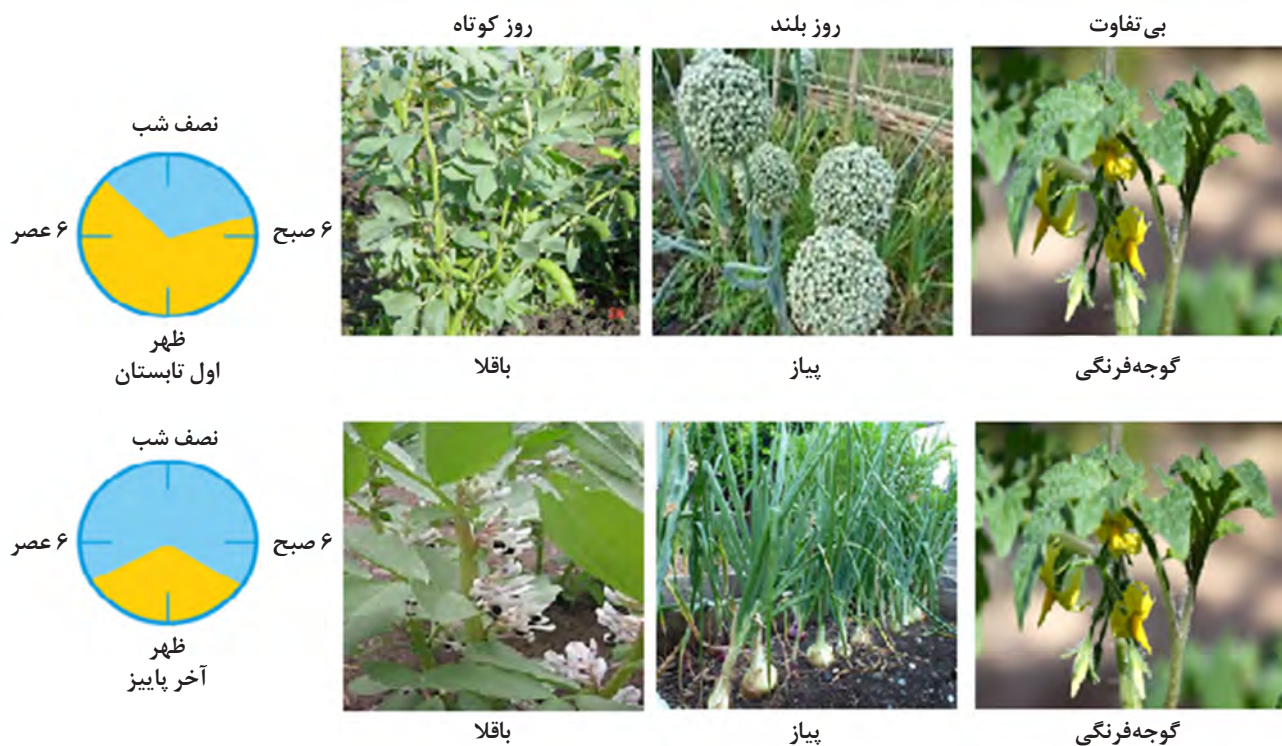 بی‌تفاوت
روز بلند
روز کوتاه
نصف شب
۶ صبح
۶ عصر
ظهر
اول تابستان
گوجه‌فرنگی
پیاز
باقلا
نصف شب
۶ صبح
۶ عصر
ظهر
آخر پاییز
گوجه‌فرنگی
پیاز
باقلا